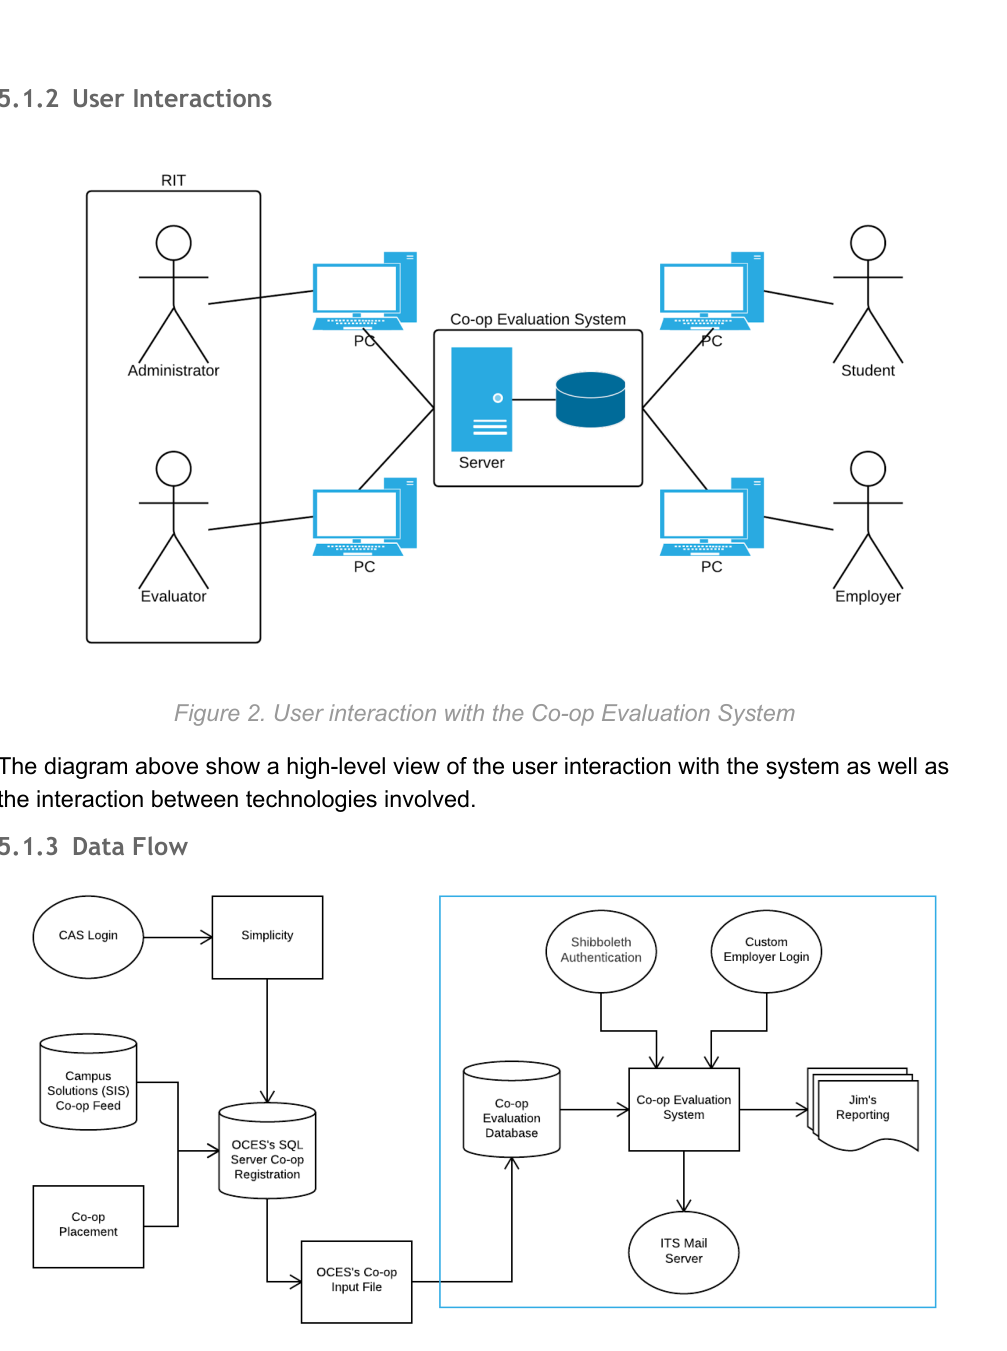 5.1.2 User Interactions
RIT
Administrator
Evaluator
PC
PC
Co-op Evaluation System
Server
PC
PC
Student
Employer
Figure 2. User interaction with the Co-op Evaluation System
The diagram above show a high-level view of the user interaction with the system as well as
the interaction between technologies involved.
5.1.3 Data Flow
CAS Login
Simplicity
Campus
Solutions (SIS)
Co-op Feed
Co-op
Placement
OCES's SQL
Server Co-op
Registration
OCES's Co-op
Input File
Shibboleth
Authentication
Custom
Employer Login
Co-op
Evaluation
Database
Co-op Evaluation
System
Jim's
Reporting
ITS Mail
Server